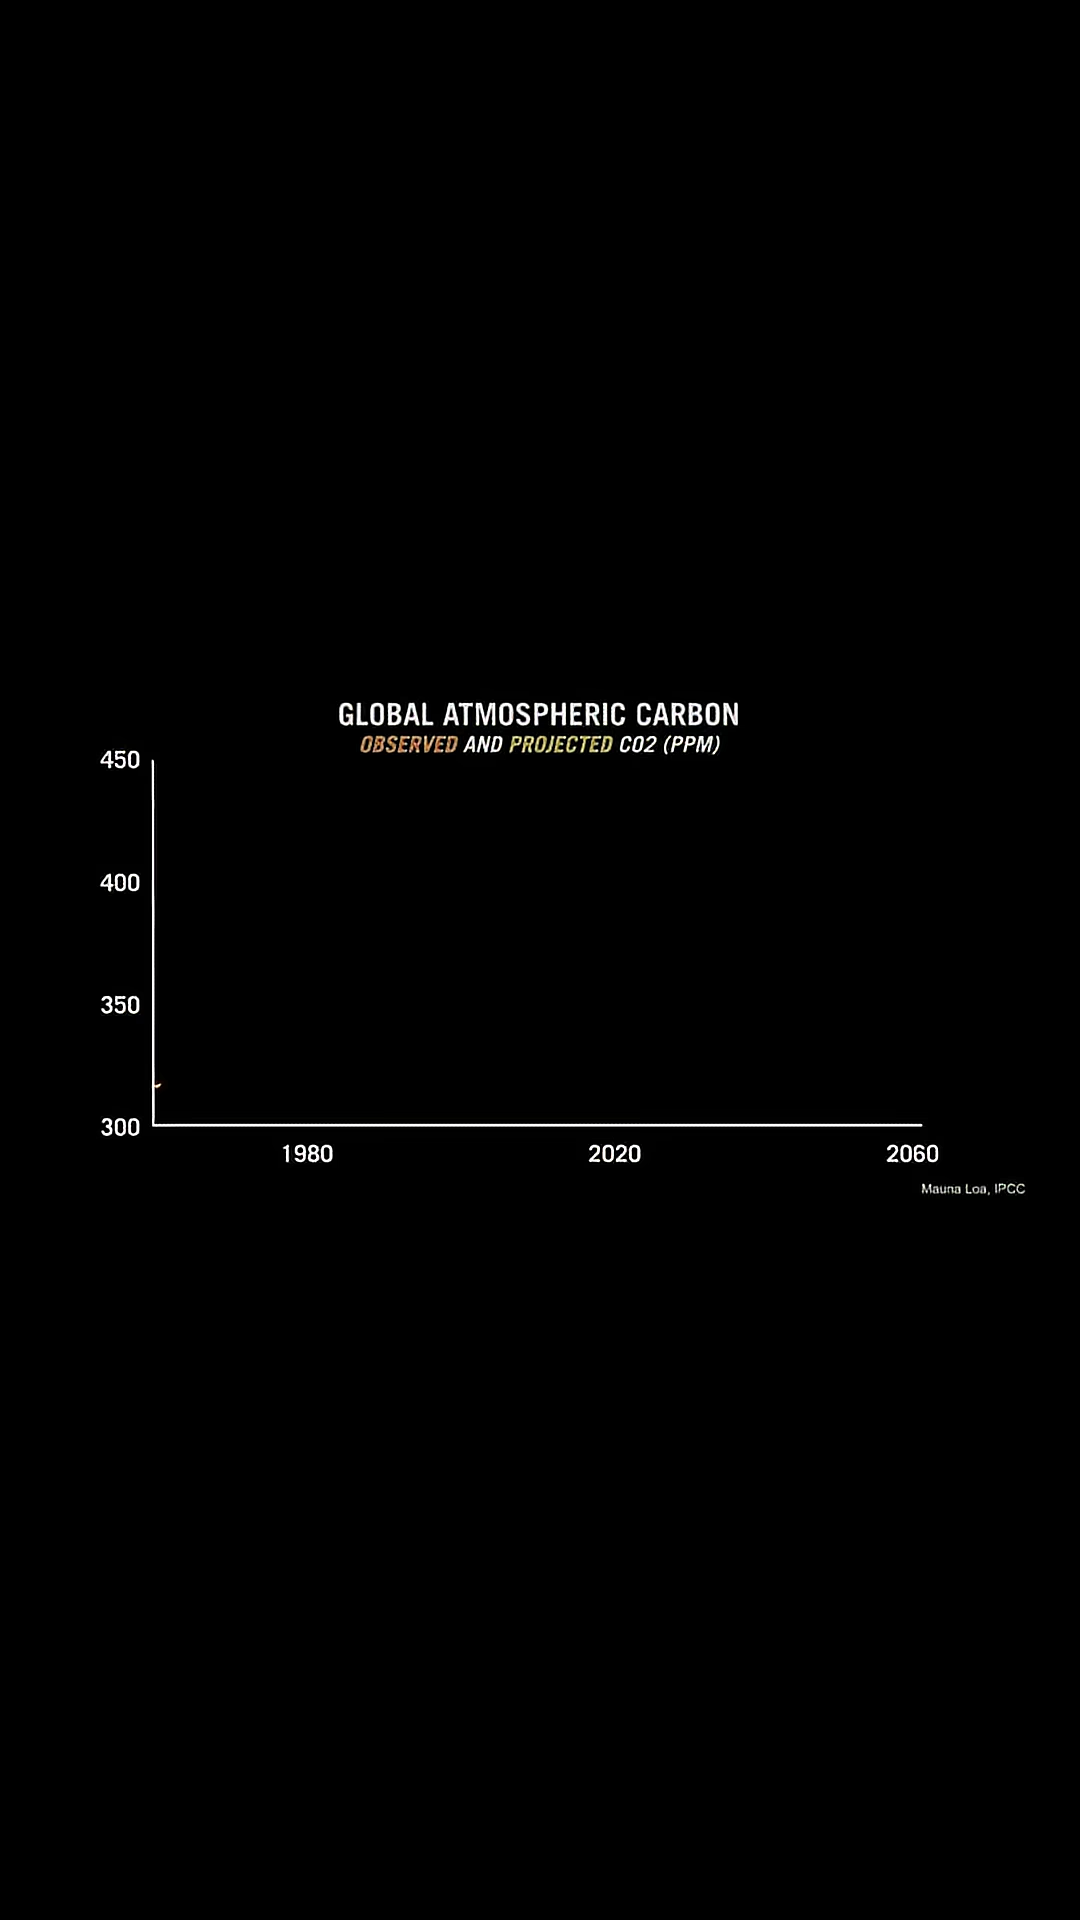 GLOBAL ATMOSPHERIC CARBON
OBSERVED AND PROJECTED CO2 (PPM)
450
400
350
300
1980 2020 2060
Mauna Loa, IPCC